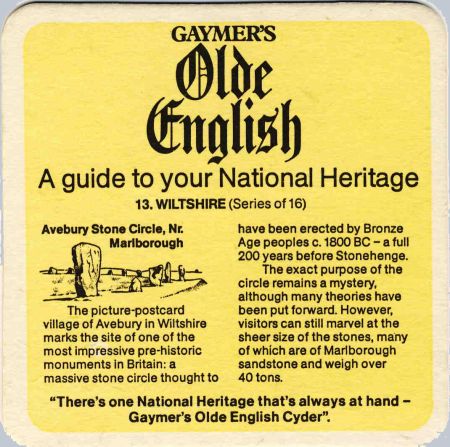 GAYMER'S
Olde
English
A guide to your National Heritage
13. WILTSHIRE (Series of 16)
Avebury Stone Circle, Nr.
Marlborough
The picture-postcard
village of Avebury in Wiltshire
marks the site of one of the
most impressive pre-historic
monuments in Britain: a
massive stone circle thought to
have been erected by Bronze
Age peoples c. 1800 BC – a full
200 years before Stonehenge.
The exact purpose of the
circle remains a mystery,
although many theories have
been put forward. However,
visitors can still marvel at the
sheer size of the stones, many
of which are of Marlborough
sandstone and weigh over
40 tons.
"There's one National Heritage that's always at hand –
Gaymer's Olde English Cyder".